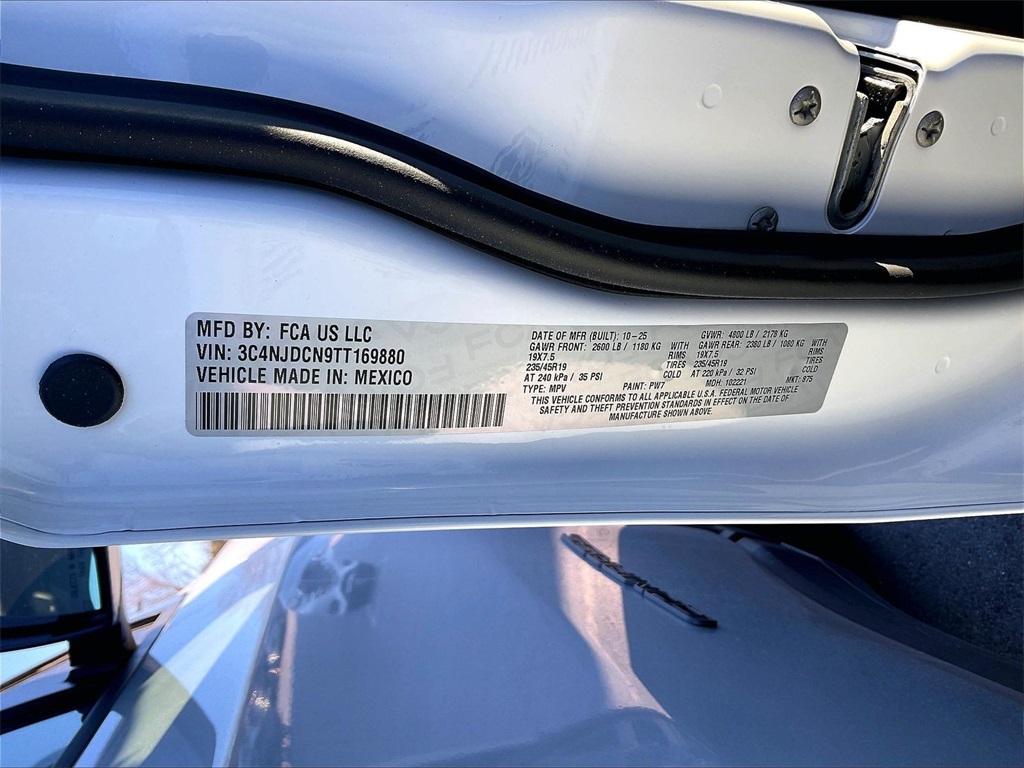 MFD BY: FCA US LLC
VIN: 3C4NJDCN9TT169880
VEHICLE MADE IN: MEXICO
DATE OF MFR (BUILT): 10-25 GVWR: 4800 LB / 2178 KG
GAWR FRONT: 2600 LB / 1180 KG WITH GAWR REAR: 2380 LB / 1080 KG WITH
19X7.5 RIMS 19X7.5 RIMS
235/45R19 TIRES 235/45R19 TIRES
AT 240 kPa / 35 PSI COLD AT 220 kPa / 32 PSI COLD
TYPE: MPV PAINT: PW7 MDH: 102221 MKT: 875
THIS VEHICLE CONFORMS TO ALL APPLICABLE U.S.A. FEDERAL MOTOR VEHICLE
SAFETY AND THEFT PREVENTION STANDARDS IN EFFECT ON THE DATE OF
MANUFACTURE SHOWN ABOVE.